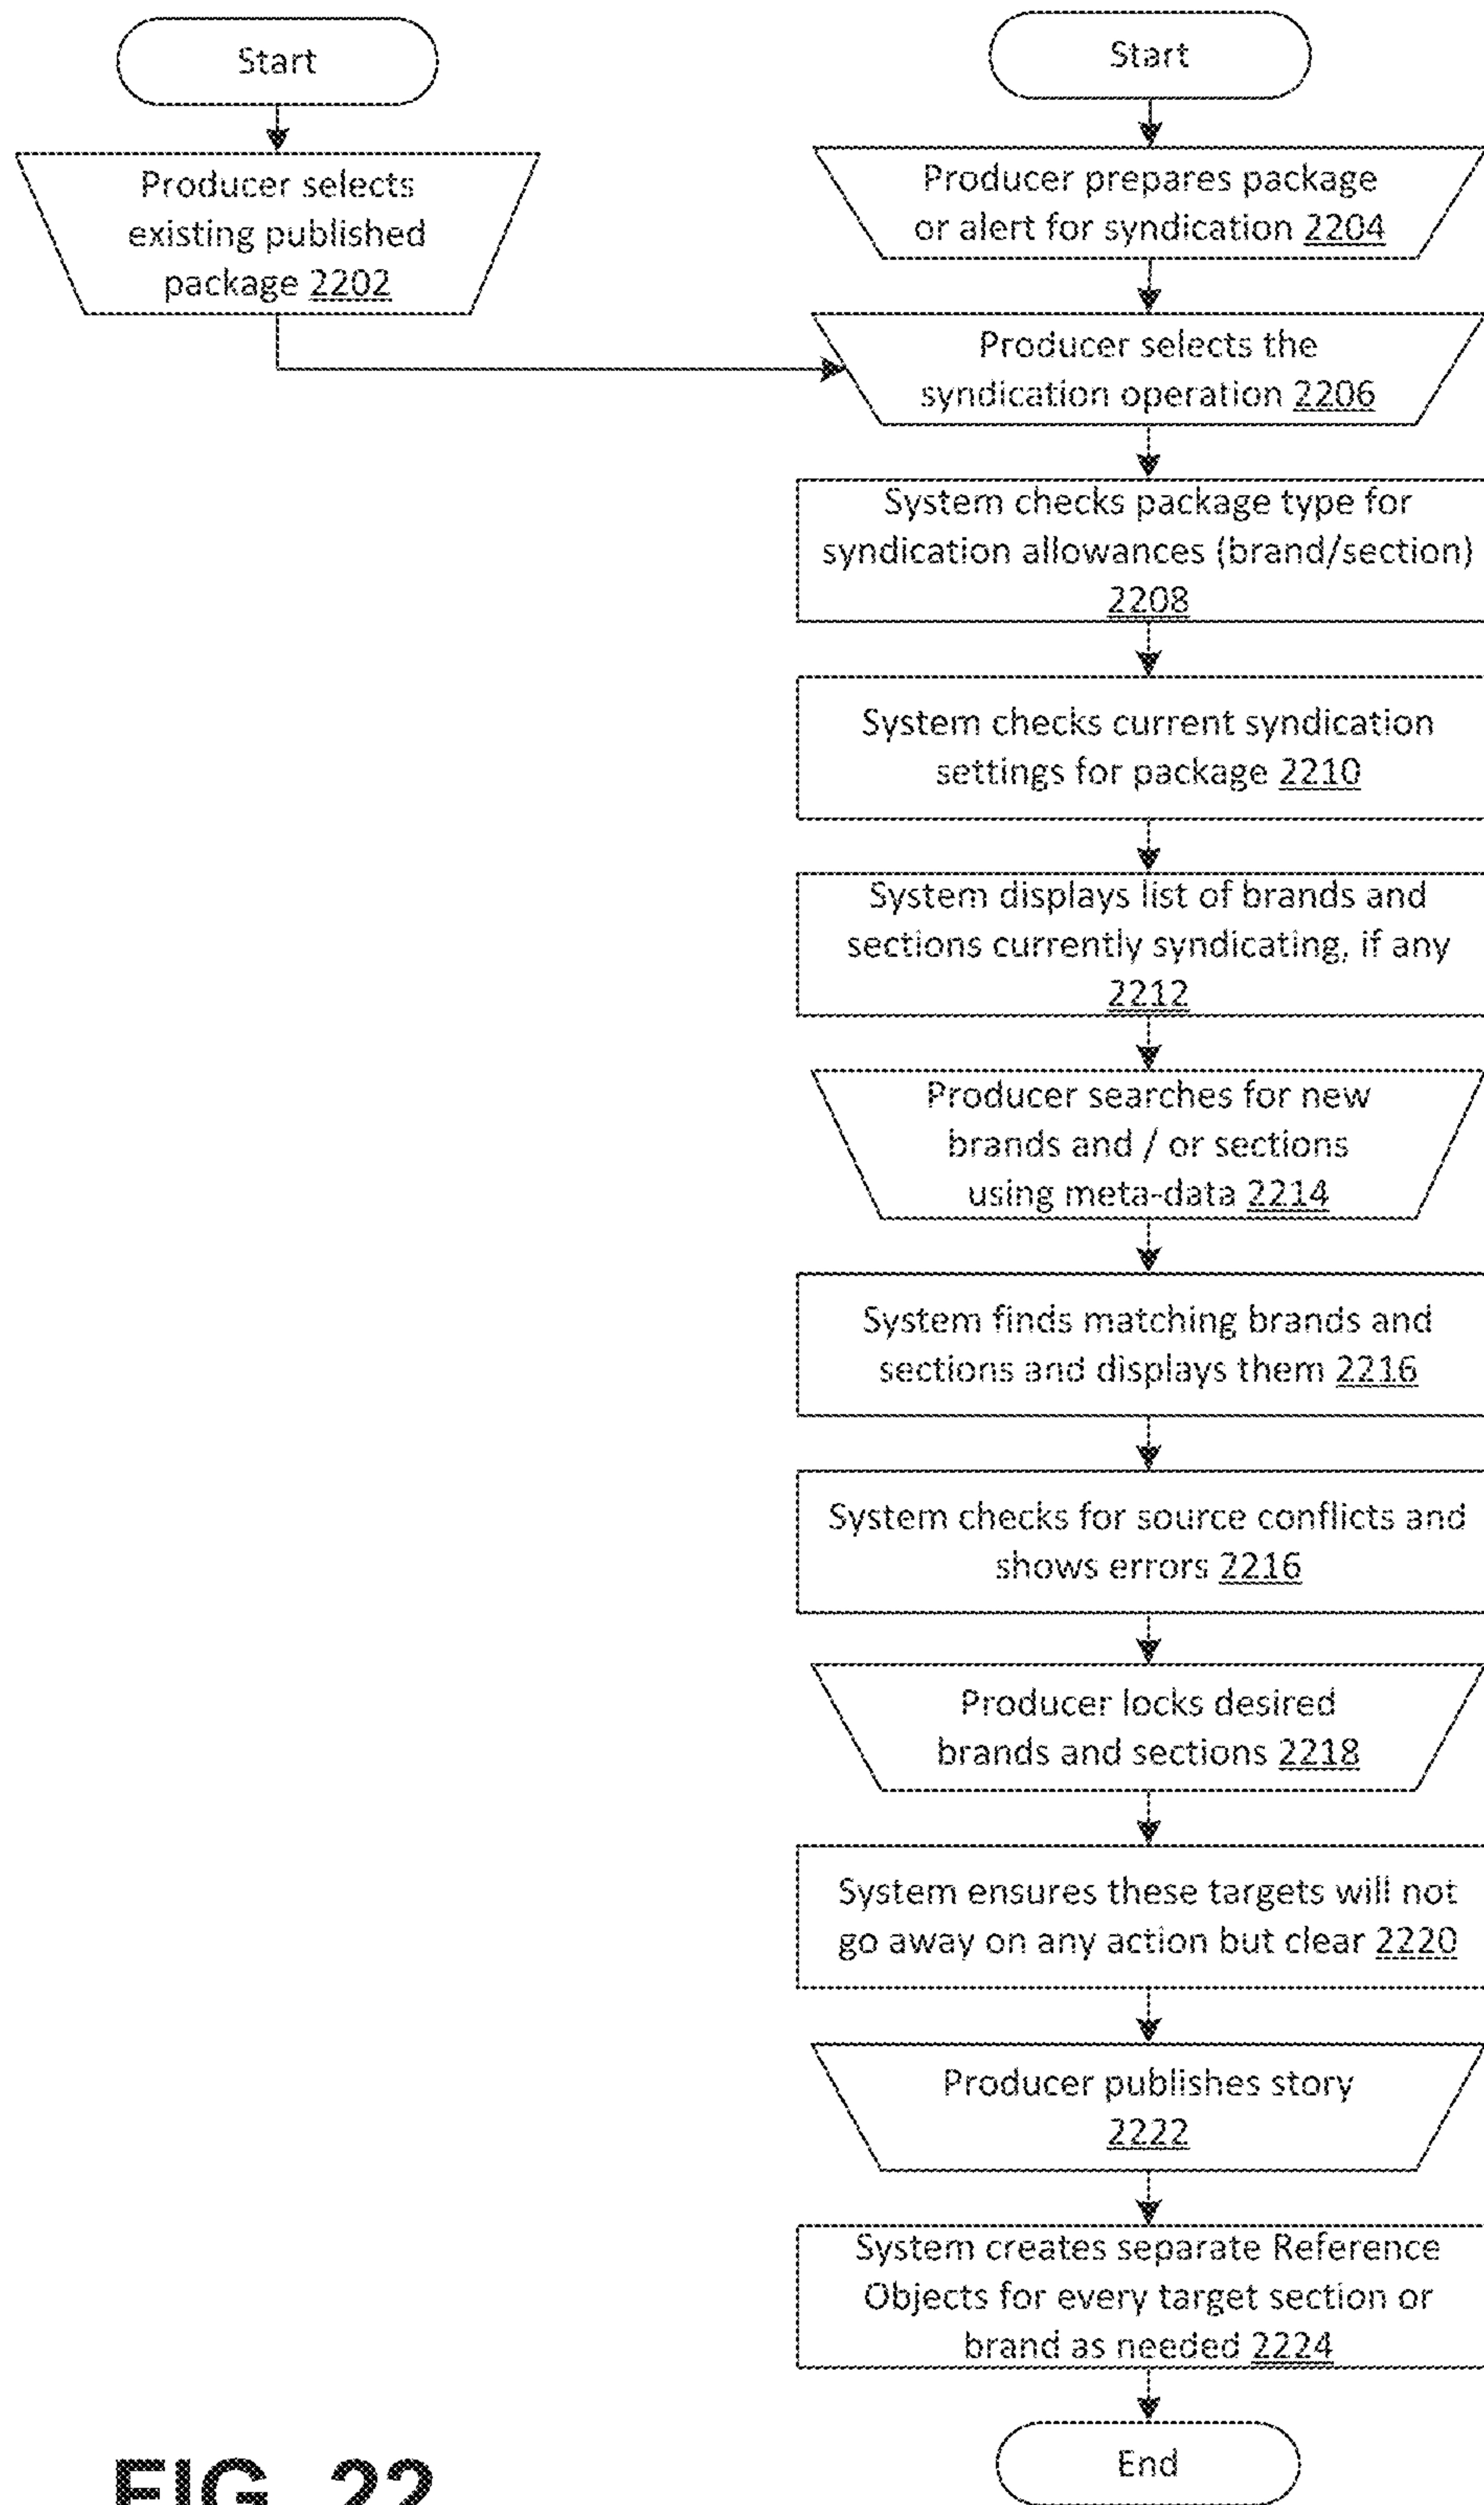 Start
Producer selects
existing published
package 2202
Start
Producer prepares package
or alert for syndication 2204
Producer selects the
syndication operation 2206
System checks package type for
syndication allowances (brand/section)
2208
System checks current syndication
settings for package 2210
System displays list of brands and
sections currently syndicating, if any
2212
Producer searches for new
brands and / or sections
using meta-data 2214
System finds matching brands and
sections and displays them 2216
System checks for source conflicts and
shows errors 2216
Producer locks desired
brands and sections 2218
System ensures these targets will not
go away on any action but clear 2220
Producer publishes story
2222
System creates separate Reference
Objects for every target section or
brand as needed 2224
End
FIG. 22